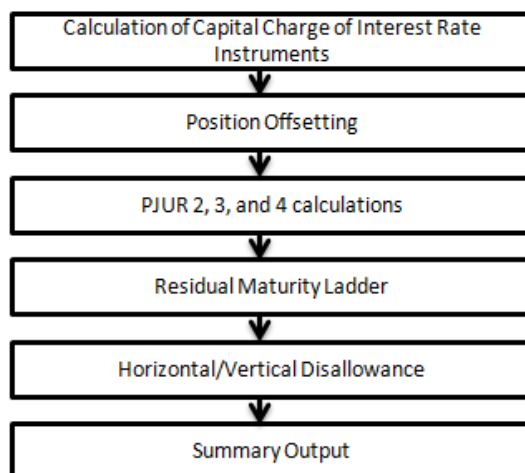 Calculation of Capital Charge of Interest Rate
Instruments
Position Offsetting
PJUR 2, 3, and 4 calculations
Residual Maturity Ladder
Horizontal/Vertical Disallowance
Summary Output